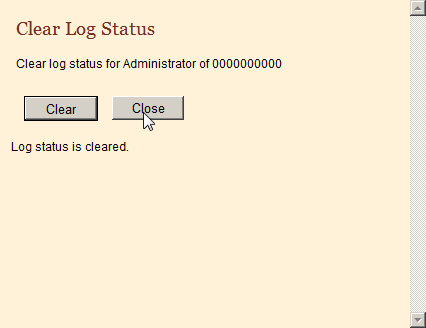 Clear Log Status
Clear log status for Administrator of 0000000000
Clear Close
Log status is cleared.